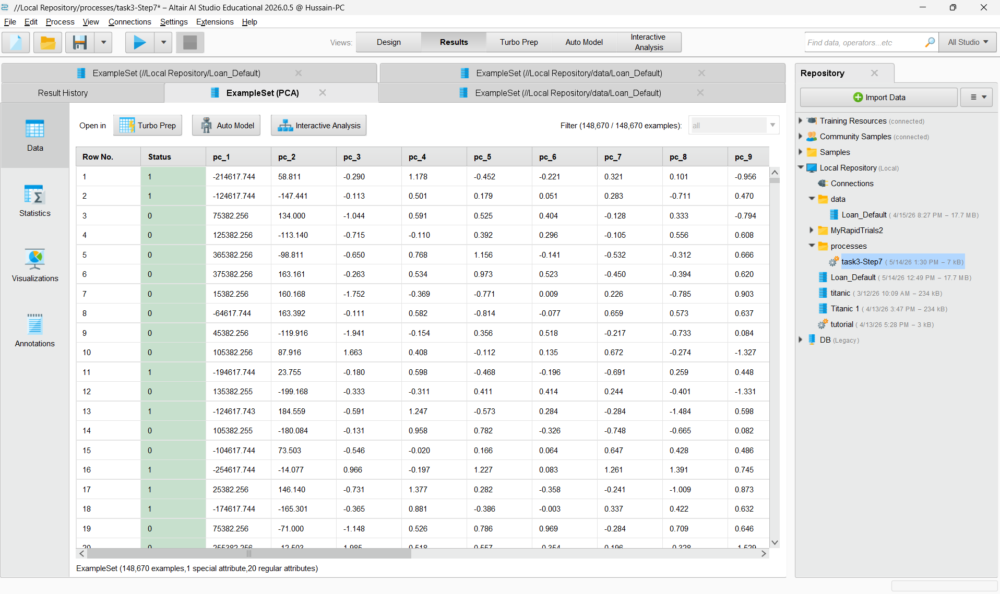 //Local Repository/processes/task3-Step7* – Altair AI Studio Educational 2026.0.5 @ Hussain-PC
File Edit Process View Connections Settings Extensions Help
Views: Design Results Turbo Prep Auto Model Interactive Analysis
Find data, operators...etc All Studio
ExampleSet (//Local Repository/Loan_Default) ExampleSet (//Local Repository/data/Loan_Default)
Result History ExampleSet (PCA) ExampleSet (//Local Repository/data/Loan_Default)
Data
Statistics
Visualizations
Annotations
Open in Turbo Prep Auto Model Interactive Analysis Filter (148,670 / 148,670 examples): all
Row No. Status pc_1 pc_2 pc_3 pc_4 pc_5 pc_6 pc_7 pc_8 pc_9
1 1 -214617.744 58.811 -0.290 1.178 -0.452 -0.221 0.321 0.101 -0.956
2 1 -124617.744 -147.441 -0.113 0.501 0.179 0.051 0.283 -0.711 0.470
3 0 75382.256 134.000 -1.044 0.591 0.525 0.404 -0.128 0.333 -0.794
4 0 125382.256 -113.140 -0.715 -0.110 0.392 0.296 -0.105 0.556 0.608
5 0 365382.256 -98.811 -0.650 0.768 1.156 -0.141 -0.532 -0.312 0.666
6 0 375382.256 163.161 -0.263 0.534 0.973 0.523 -0.450 -0.394 0.620
7 0 15382.256 160.168 -1.752 -0.369 -0.771 0.009 0.226 -0.785 0.903
8 0 -64617.744 163.392 -0.111 0.582 -0.814 -0.077 0.659 0.573 0.637
9 0 45382.256 -119.916 -1.941 -0.154 0.356 0.518 -0.217 -0.733 0.084
10 0 105382.256 87.916 1.663 0.408 -0.112 0.135 0.672 -0.274 -1.327
11 1 -194617.744 23.755 -0.180 0.598 -0.468 -0.196 -0.691 0.259 0.448
12 0 135382.255 -199.168 -0.333 -0.311 0.411 0.414 0.244 -0.401 -1.331
13 1 -124617.743 184.559 -0.591 1.247 -0.573 0.284 -0.284 -1.484 0.598
14 0 105382.255 -180.084 -0.131 0.958 0.782 -0.326 -0.748 -0.665 0.082
15 0 -104617.744 73.503 -0.546 -0.020 0.166 0.064 0.647 0.428 0.486
16 1 -254617.744 -14.077 0.966 -0.197 1.227 0.083 1.261 1.391 0.745
17 1 25382.256 146.140 -0.731 1.377 0.282 -0.358 -0.241 -1.009 0.873
18 1 -174617.744 -165.301 -0.365 0.881 -0.386 -0.003 0.337 0.422 0.632
19 0 75382.256 -71.000 -1.148 0.526 0.786 0.969 -0.284 0.709 0.646
ExampleSet (148,670 examples,1 special attribute,20 regular attributes)
Repository
Import Data
Training Resources (connected)
Community Samples (connected)
Samples
Local Repository (Local)
Connections
data
Loan_Default ( 4/15/26 8:27 PM – 17.7 MB)
MyRapidTrials2
processes
task3-Step7 ( 5/14/26 1:30 PM – 7 kB)
Loan_Default ( 5/14/26 12:49 PM – 17.7 MB)
titanic ( 3/12/26 10:09 AM – 234 kB)
Titanic 1 ( 4/13/26 3:47 PM – 234 kB)
tutorial ( 4/13/26 5:28 PM – 3 kB)
DB (Legacy)